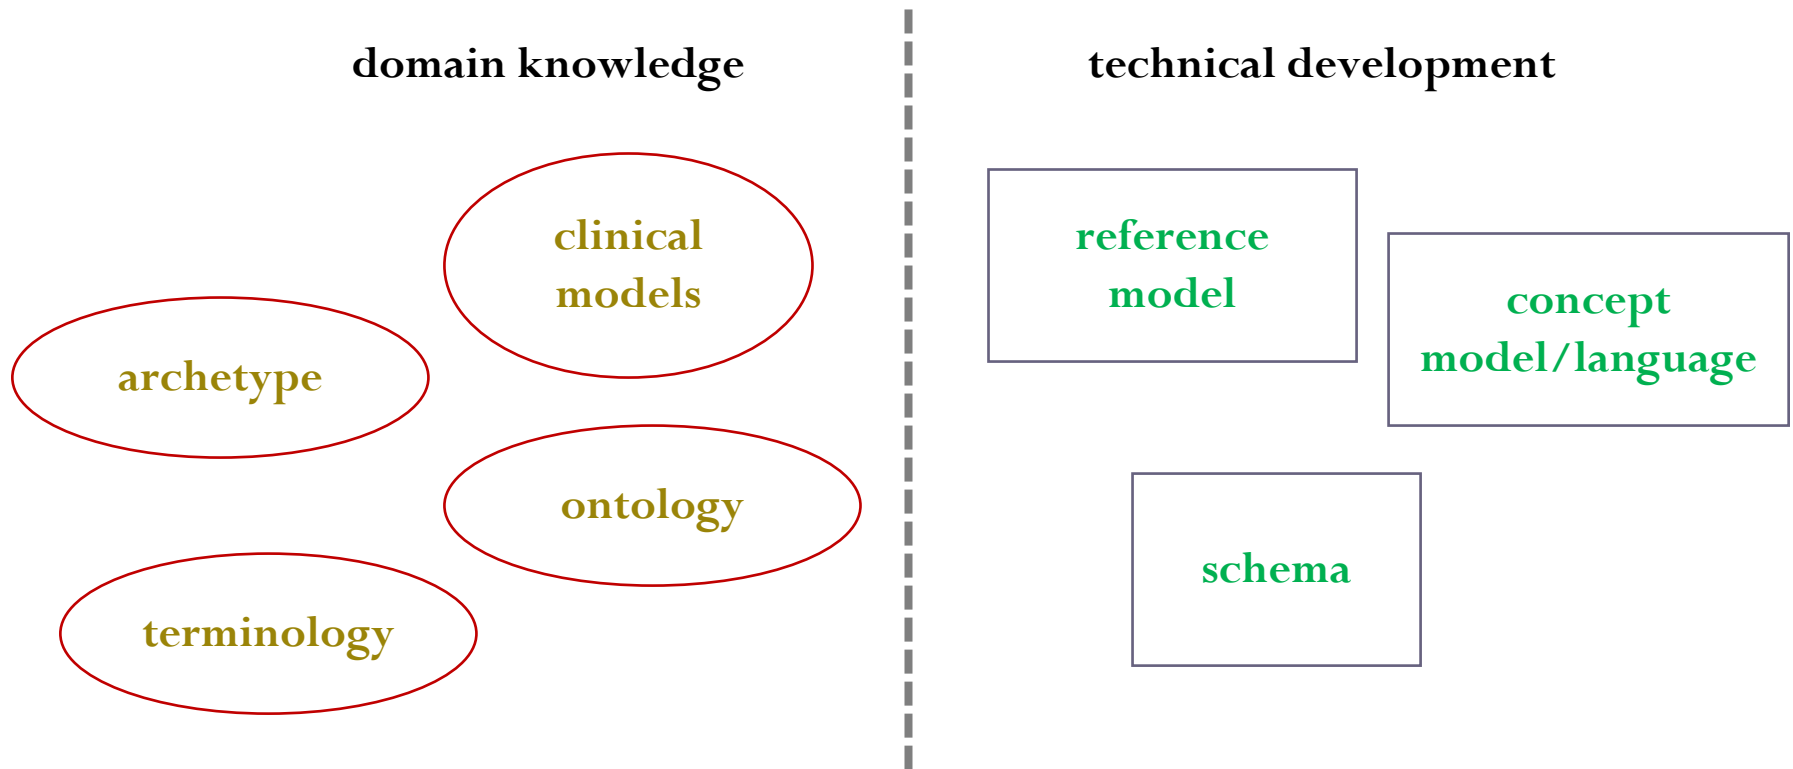 domain knowledge
technical development
clinical
models
archetype
ontology
terminology
reference
model
concept
model/language
schema